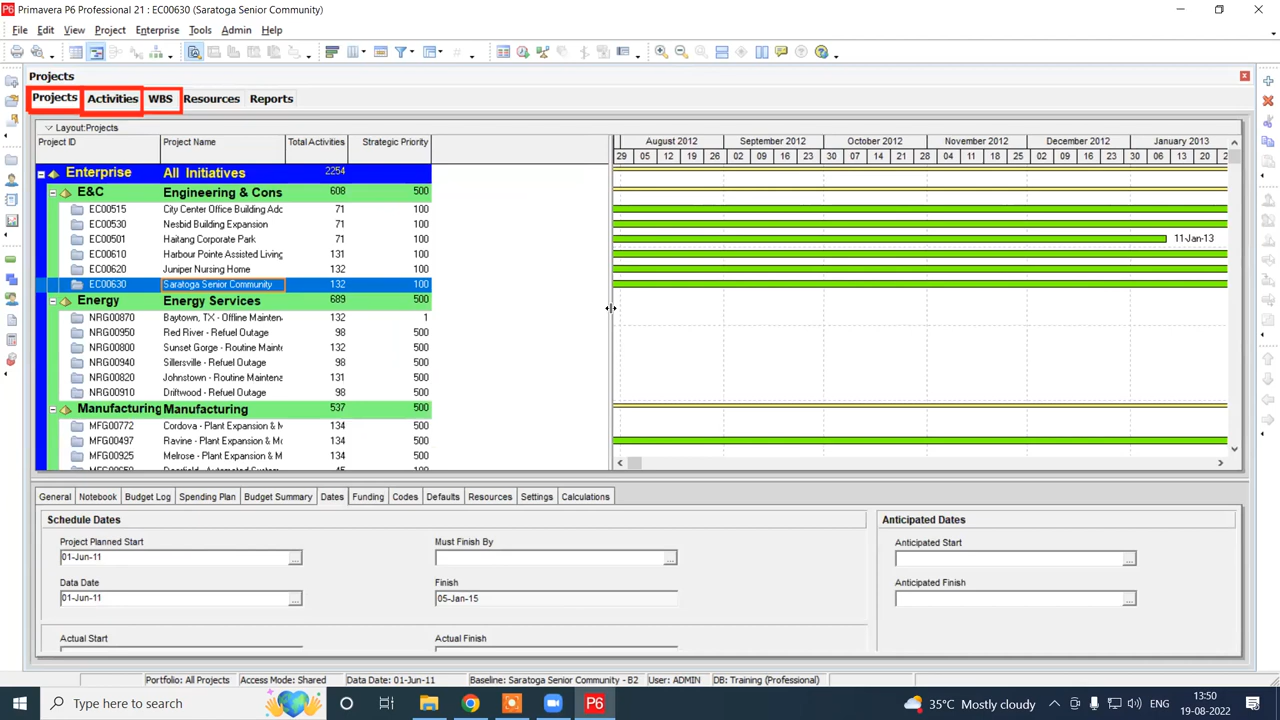 Primavera P6 Professional 21 : EC00630 (Saratoga Senior Community)
File Edit View Project Enterprise Tools Admin Help
Projects
Projects Activities WBS Resources Reports
Layout:Projects
Project ID Project Name Total Activities Strategic Priority
August 2012 September 2012 October 2012 November 2012 December 2012 January 2013
29 05 12 19 26 02 09 16 23 30 07 14 21 28 04 11 18 25 02 09 16 23 30 06 13 20 2
Enterprise All Initiatives 2254
E&C Engineering & Cons 608 500
EC00515 City Center Office Building Adc 71 100
EC00530 Nesbid Building Expansion 71 100
EC00501 Haitang Corporate Park 71 100 11-Jan-13
EC00610 Harbour Pointe Assisted Living 131 100
EC00620 Juniper Nursing Home 132 100
EC00630 Saratoga Senior Community 132 100
Energy Energy Services 689 500
NRG00870 Baytown, TX - Offline Mainten 132 1
NRG00950 Red River - Refuel Outage 98 500
NRG00800 Sunset Gorge - Routine Mainte 132 500
NRG00940 Sillersville - Refuel Outage 98 500
NRG00820 Johnstown - Routine Maintena 131 500
NRG00910 Driftwood - Refuel Outage 98 500
Manufacturing Manufacturing 537 500
MFG00772 Cordova - Plant Expansion & M 134 500
MFG00497 Ravine - Plant Expansion & Mo 134 500
MFG00925 Melrose - Plant Expansion & M 134 500
General Notebook Budget Log Spending Plan Budget Summary Dates Funding Codes Defaults Resources Settings Calculations
Schedule Dates Anticipated Dates
Project Planned Start Must Finish By Anticipated Start
01-Jun-11
Data Date Finish Anticipated Finish
01-Jun-11 05-Jan-15
Actual Start Actual Finish
Portfolio: All Projects Access Mode: Shared Data Date: 01-Jun-11 Baseline: Saratoga Senior Community - B2 User: ADMIN DB: Training (Professional)
Type here to search P6 35°C Mostly cloudy ENG 13:50
19-08-2022